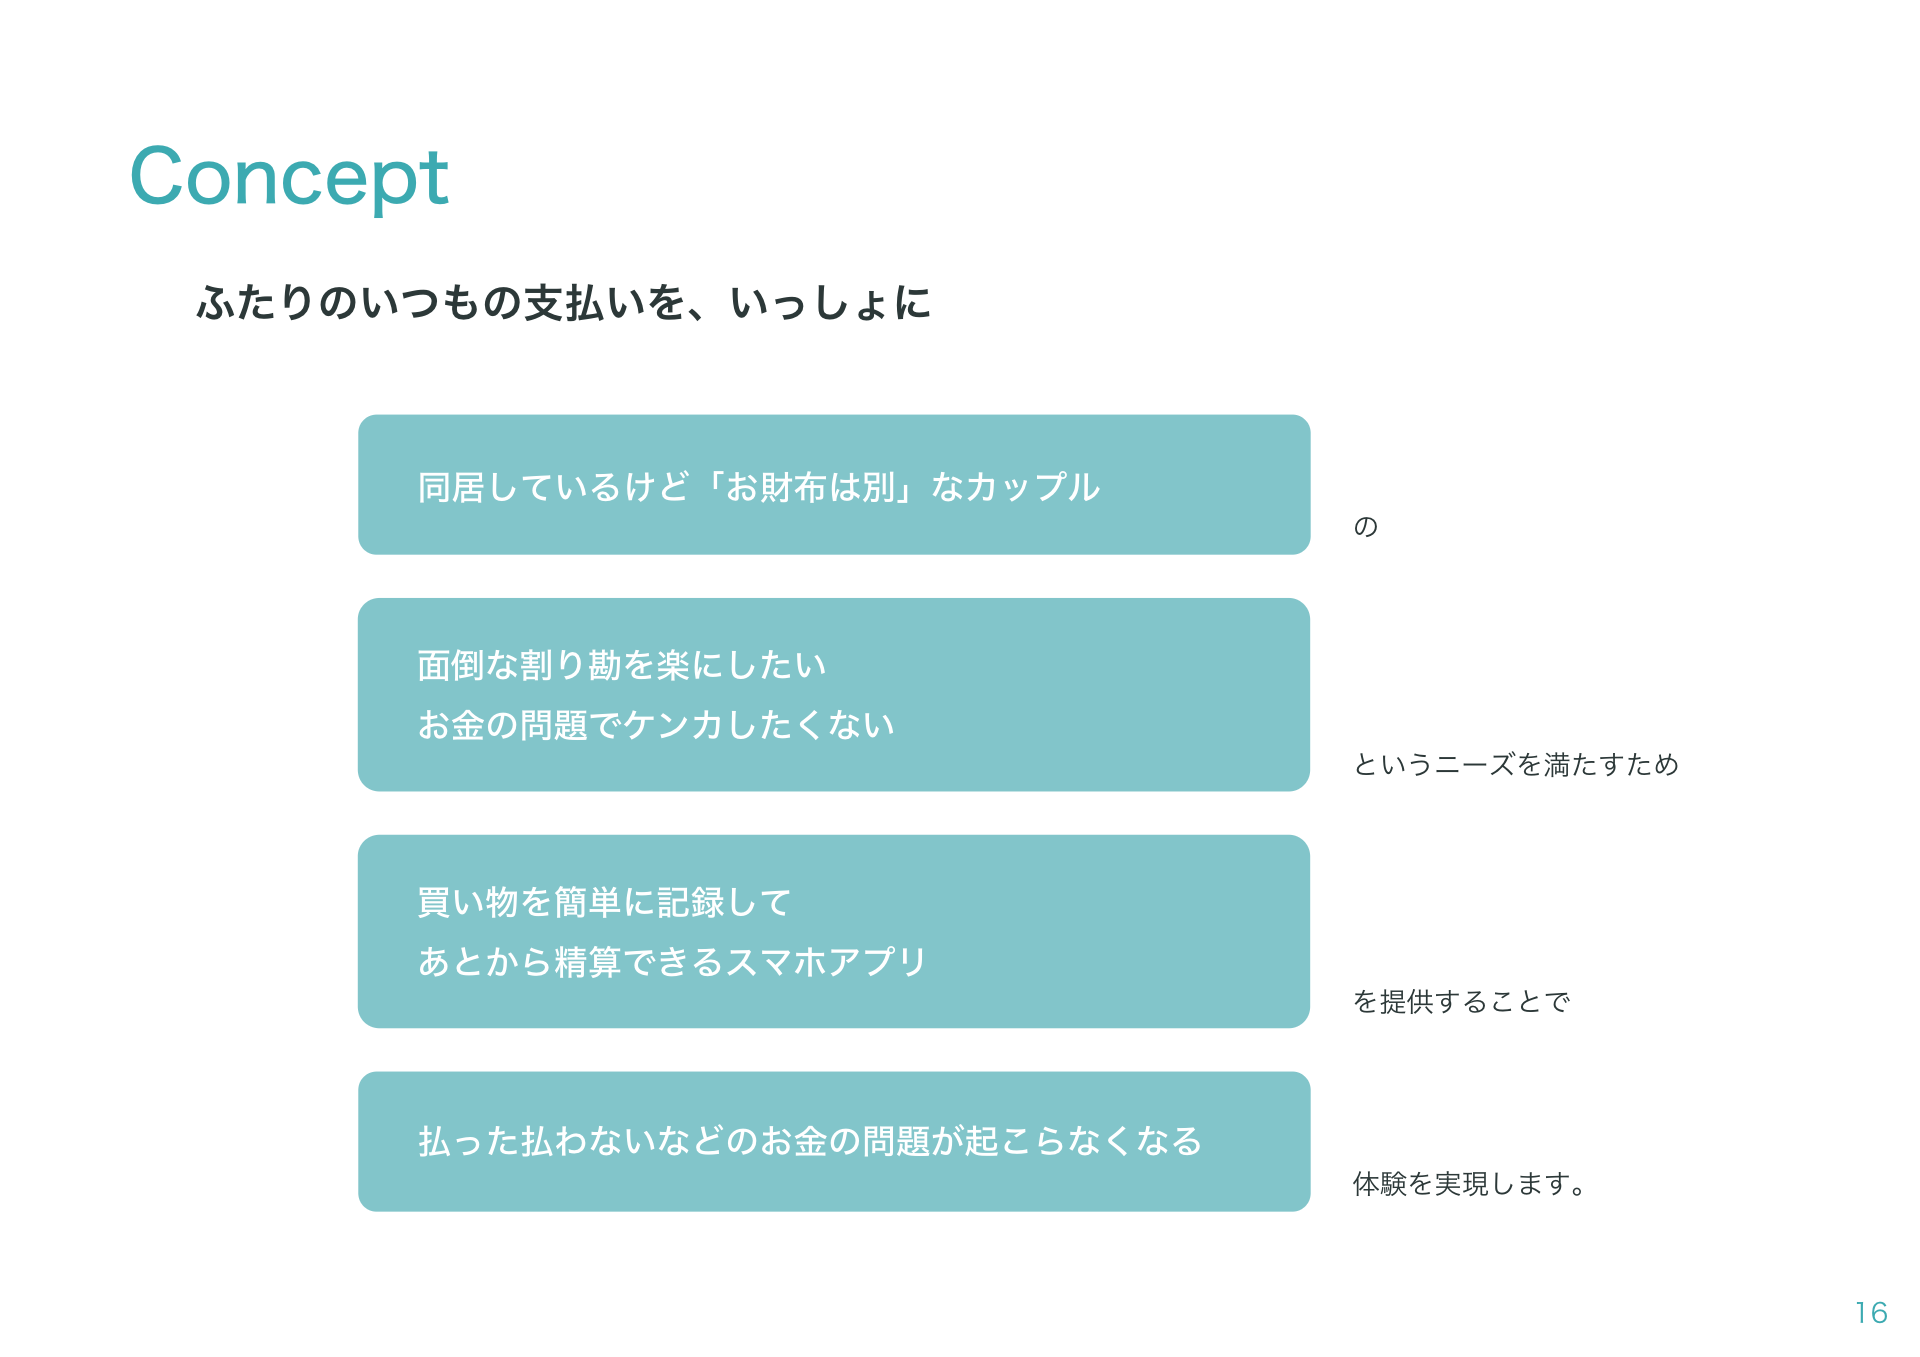 Concept
ふたりのいつもの支払いを、いっしょに
同居しているけど「お財布は別」なカップル
の
面倒な割り勘を楽にしたい
お金の問題でケンカしたくない
というニーズを満たすため
買い物を簡単に記録して
あとから精算できるスマホアプリ
を提供することで
払った払わないなどのお金の問題が起こらなくなる
体験を実現します。
16